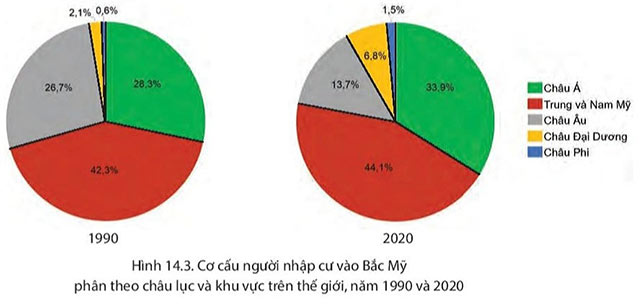 2,1%
0,6%
28,3%
26,7%
42,3%
1990
1,5%
6,8%
33,9%
13,7%
44,1%
2020
Châu Á
Trung và Nam Mỹ
Châu Âu
Châu Đại Dương
Châu Phi
Hình 14.3. Cơ cấu người nhập cư vào Bắc Mỹ
phân theo châu lục và khu vực trên thế giới, năm 1990 và 2020